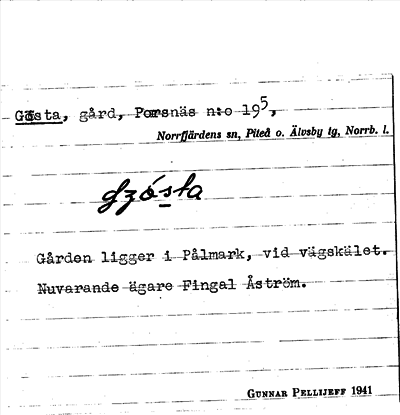 Gösta, gård, Porsnäs n:o 19⁵,
Norrfjärdens sn, Piteå o. Älvsby tg, Norrb. l.
gzósta
Gården ligger i Pålmark, vid vägskälet.
Nuvarande ägare Fingal Åström.
GUNNAR PELLIJEFF 1941